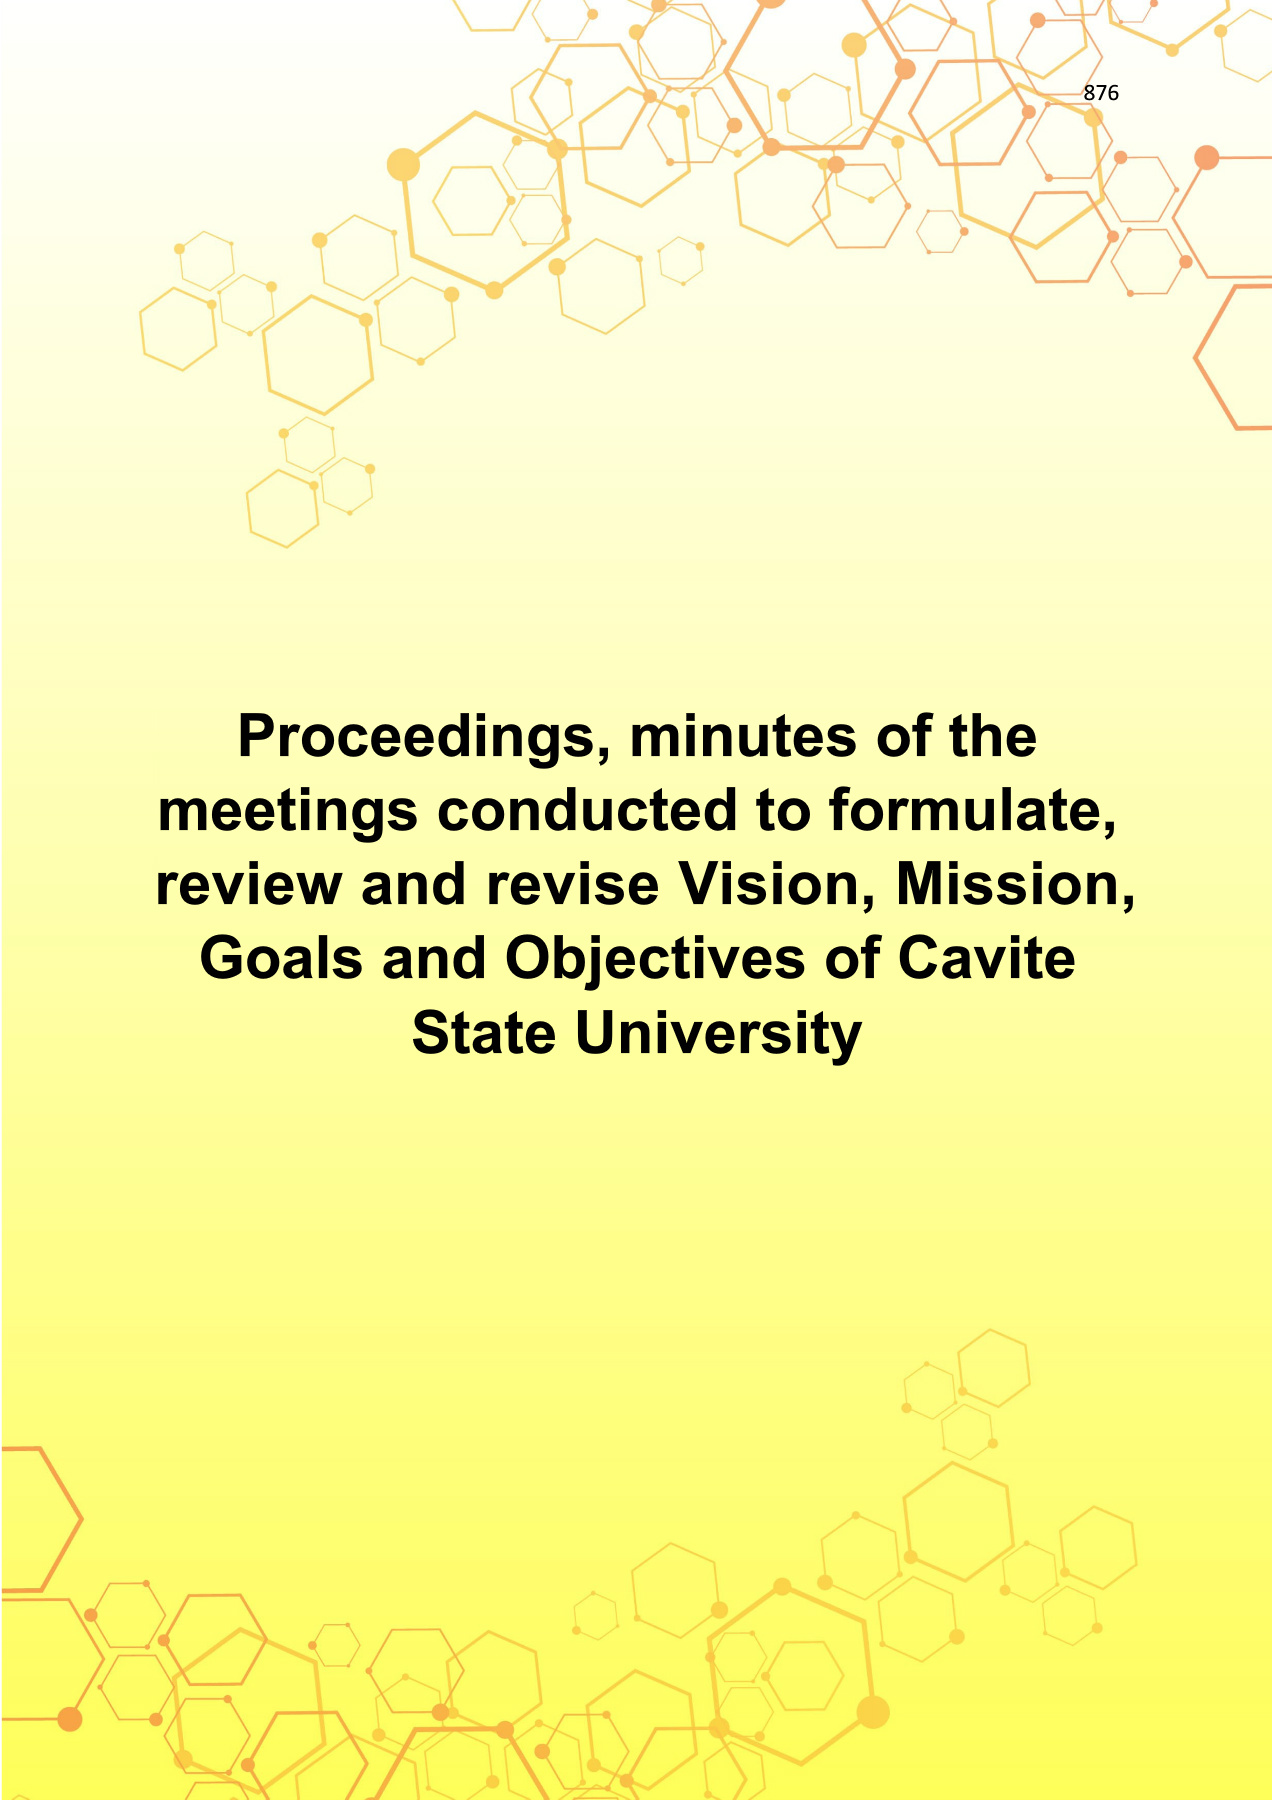 876
Proceedings, minutes of the
meetings conducted to formulate,
review and revise Vision, Mission,
Goals and Objectives of Cavite
State University